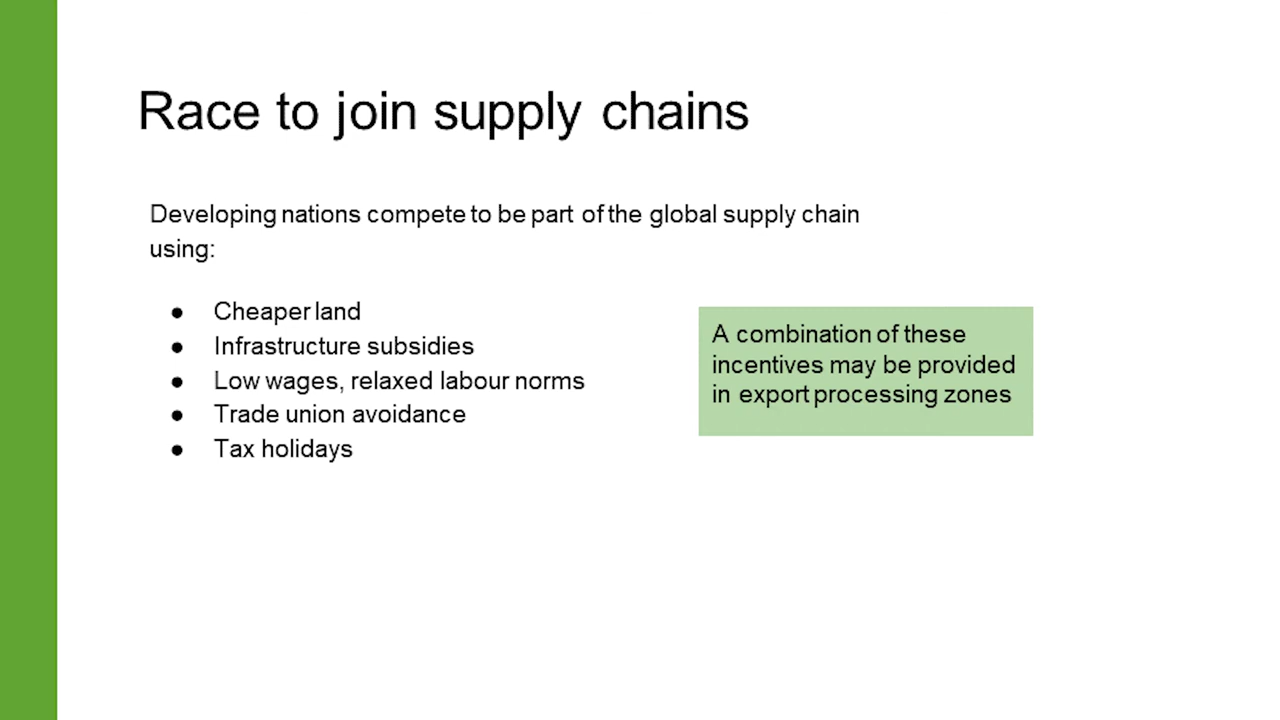 Race to join supply chains
Developing nations compete to be part of the global supply chain
using:
● Cheaper land
● Infrastructure subsidies
● Low wages, relaxed labour norms
● Trade union avoidance
● Tax holidays
A combination of these
incentives may be provided
in export processing zones